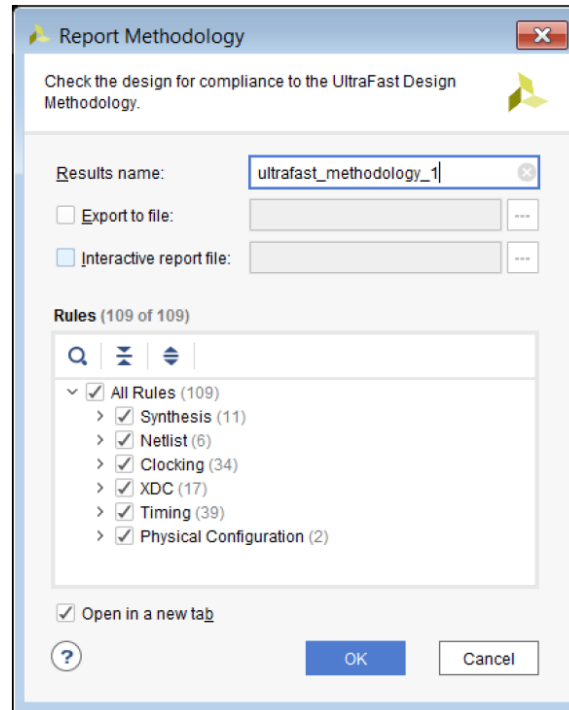 Report Methodology
Check the design for compliance to the UltraFast Design
Methodology.
Results name: ultrafast_methodology_1
Export to file:
Interactive report file:
Rules (109 of 109)
All Rules (109)
Synthesis (11)
Netlist (6)
Clocking (34)
XDC (17)
Timing (39)
Physical Configuration (2)
Open in a new tab
? OK Cancel